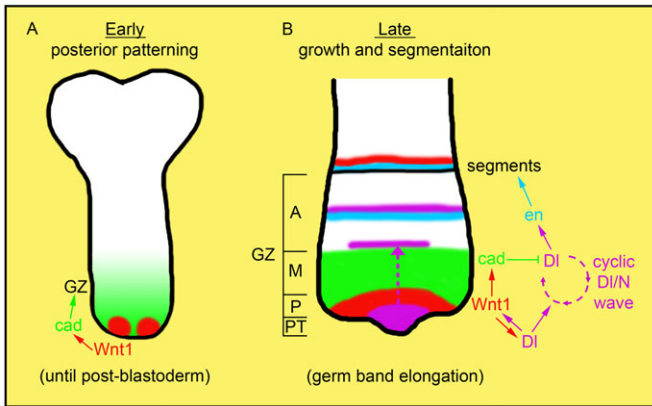 A
Early
posterior patterning
GZ
cad
Wnt1
(until post-blastoderm)
B
Late
growth and segmentaiton
segments
A
en
GZ
M
cad
Dl
cyclic
Dl/N
wave
P
Wnt1
PT
Dl
(germ band elongation)